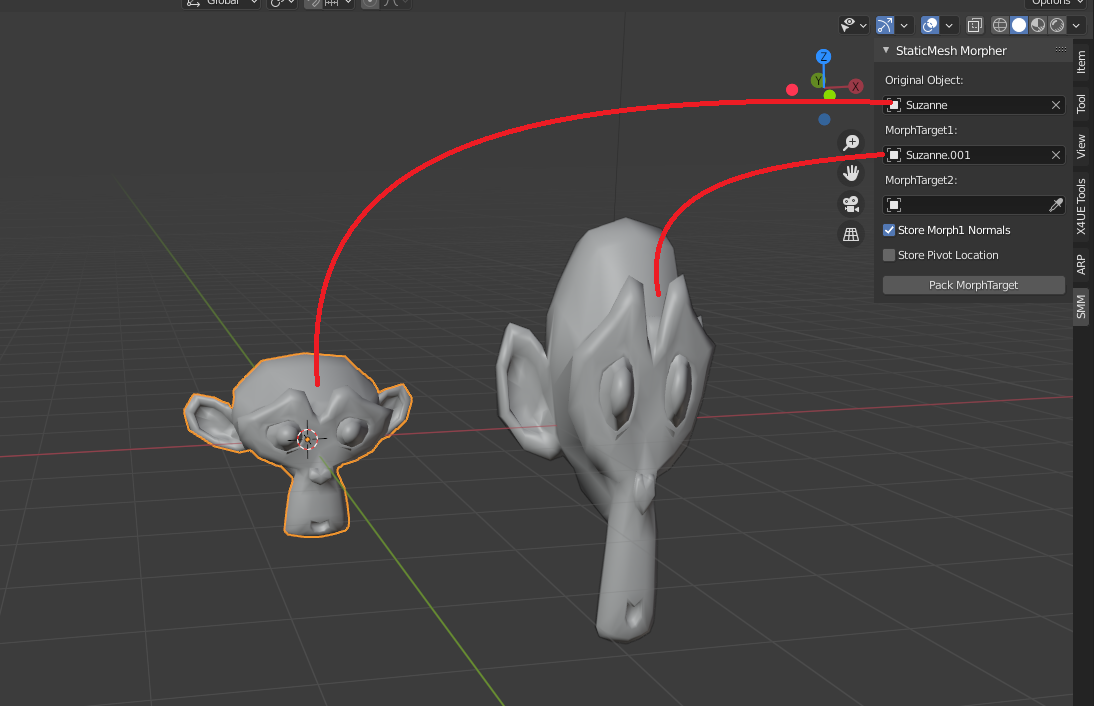 Global
Options
StaticMesh Morpher
Original Object:
Suzanne
MorphTarget1:
Suzanne.001
MorphTarget2:
Store Morph1 Normals
Store Pivot Location
Pack MorphTarget
Item
Tool
View
X4UE Tools
ARP
SMM
Z
Y
X